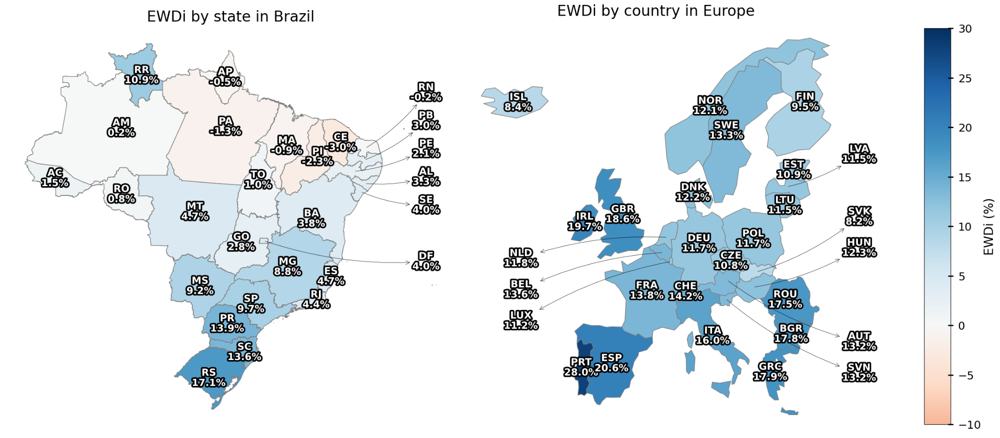 EWDi by state in Brazil
RR
10.9%
AP
-0.5%
AM
0.2%
PA
-1.3%
MA
-0.9%
PI
-2.3%
CE
-3.0%
RN
-0.2%
PB
3.0%
PE
2.1%
AL
3.3%
SE
4.0%
AC
1.5%
RO
0.8%
TO
1.0%
MT
4.7%
BA
3.8%
GO
2.8%
DF
4.0%
MG
8.8%
ES
4.7%
MS
9.2%
RJ
4.4%
SP
9.7%
PR
13.9%
SC
13.6%
RS
17.1%
EWDi by country in Europe
ISL
8.4%
NOR
12.1%
SWE
13.3%
FIN
9.5%
LVA
11.5%
EST
10.9%
DNK
12.2%
LTU
11.5%
IRL
19.7%
GBR
18.6%
SVK
8.2%
HUN
12.3%
NLD
11.8%
DEU
11.7%
POL
11.7%
CZE
10.8%
BEL
13.6%
FRA
13.8%
CHE
14.2%
ROU
17.5%
LUX
11.2%
ITA
16.0%
BGR
17.8%
AUT
13.2%
PRT
28.0%
ESP
20.6%
GRC
17.9%
SVN
13.2%
30
25
20
15
10
5
0
−5
−10
EWDi (%)